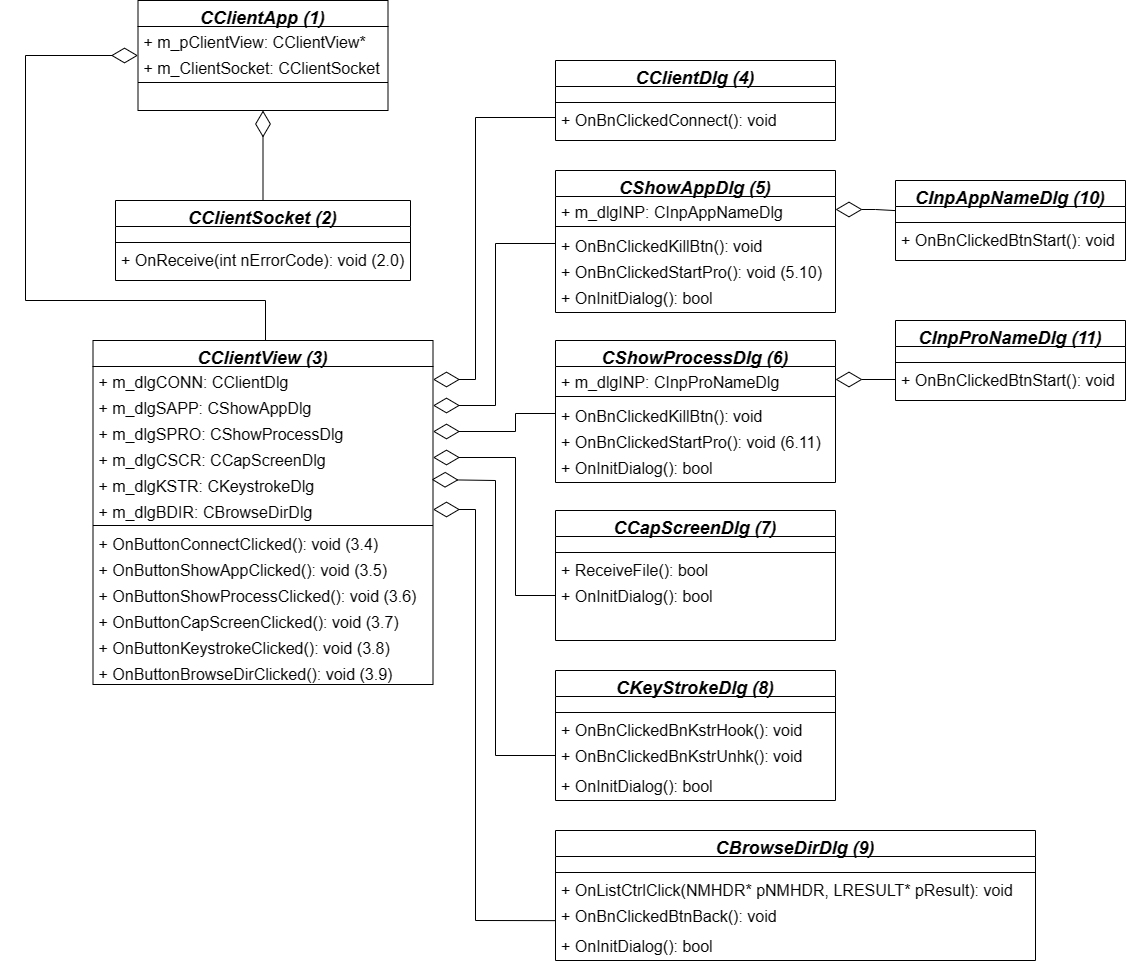 CClientApp (1)
+ m_pClientView: CClientView*
+ m_ClientSocket: CClientSocket
CClientSocket (2)
+ OnReceive(int nErrorCode): void (2.0)
CClientView (3)
+ m_dlgCONN: CClientDlg
+ m_dlgSAPP: CShowAppDlg
+ m_dlgSPRO: CShowProcessDlg
+ m_dlgCSCR: CCapScreenDlg
+ m_dlgKSTR: CKeystrokeDlg
+ m_dlgBDIR: CBrowseDirDlg
+ OnButtonConnectClicked(): void (3.4)
+ OnButtonShowAppClicked(): void (3.5)
+ OnButtonShowProcessClicked(): void (3.6)
+ OnButtonCapScreenClicked(): void (3.7)
+ OnButtonKeystrokeClicked(): void (3.8)
+ OnButtonBrowseDirClicked(): void (3.9)
CClientDlg (4)
+ OnBnClickedConnect(): void
CShowAppDlg (5)
+ m_dlgINP: CInpAppNameDlg
+ OnBnClickedKillBtn(): void
+ OnBnClickedStartPro(): void (5.10)
+ OnInitDialog(): bool
CInpAppNameDlg (10)
+ OnBnClickedBtnStart(): void
CShowProcessDlg (6)
+ m_dlgINP: CInpProNameDlg
+ OnBnClickedKillBtn(): void
+ OnBnClickedStartPro(): void (6.11)
+ OnInitDialog(): bool
CInpProNameDlg (11)
+ OnBnClickedBtnStart(): void
CCapScreenDlg (7)
+ ReceiveFile(): bool
+ OnInitDialog(): bool
CKeyStrokeDlg (8)
+ OnBnClickedBnKstrHook(): void
+ OnBnClickedBnKstrUnhk(): void
+ OnInitDialog(): bool
CBrowseDirDlg (9)
+ OnListCtrlClick(NMHDR* pNMHDR, LRESULT* pResult): void
+ OnBnClickedBtnBack(): void
+ OnInitDialog(): bool